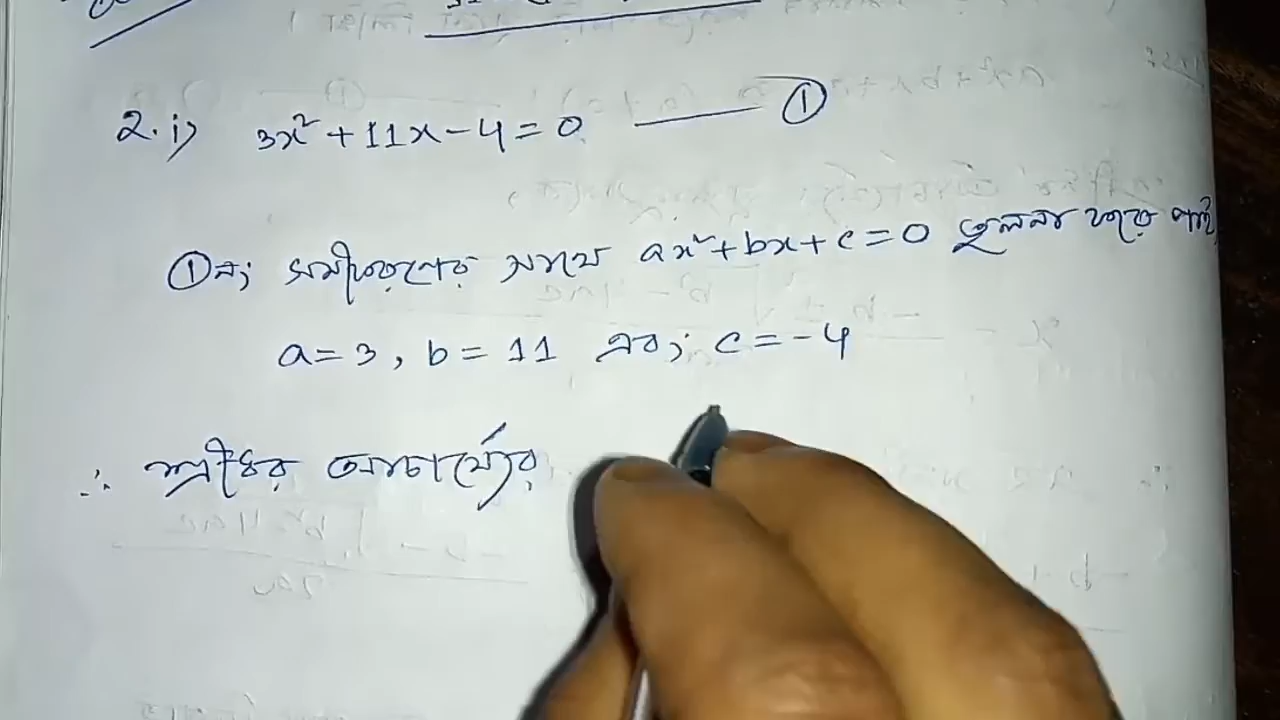 2. i) 3x² + 11x - 4 = 0 ——— ①
①নং সমীকরণের সাথে ax² + bx + c = 0 তুলনা করে পাই,
a = 3, b = 11 এবং c = -4
∴ শ্রীধর আচার্য্যের